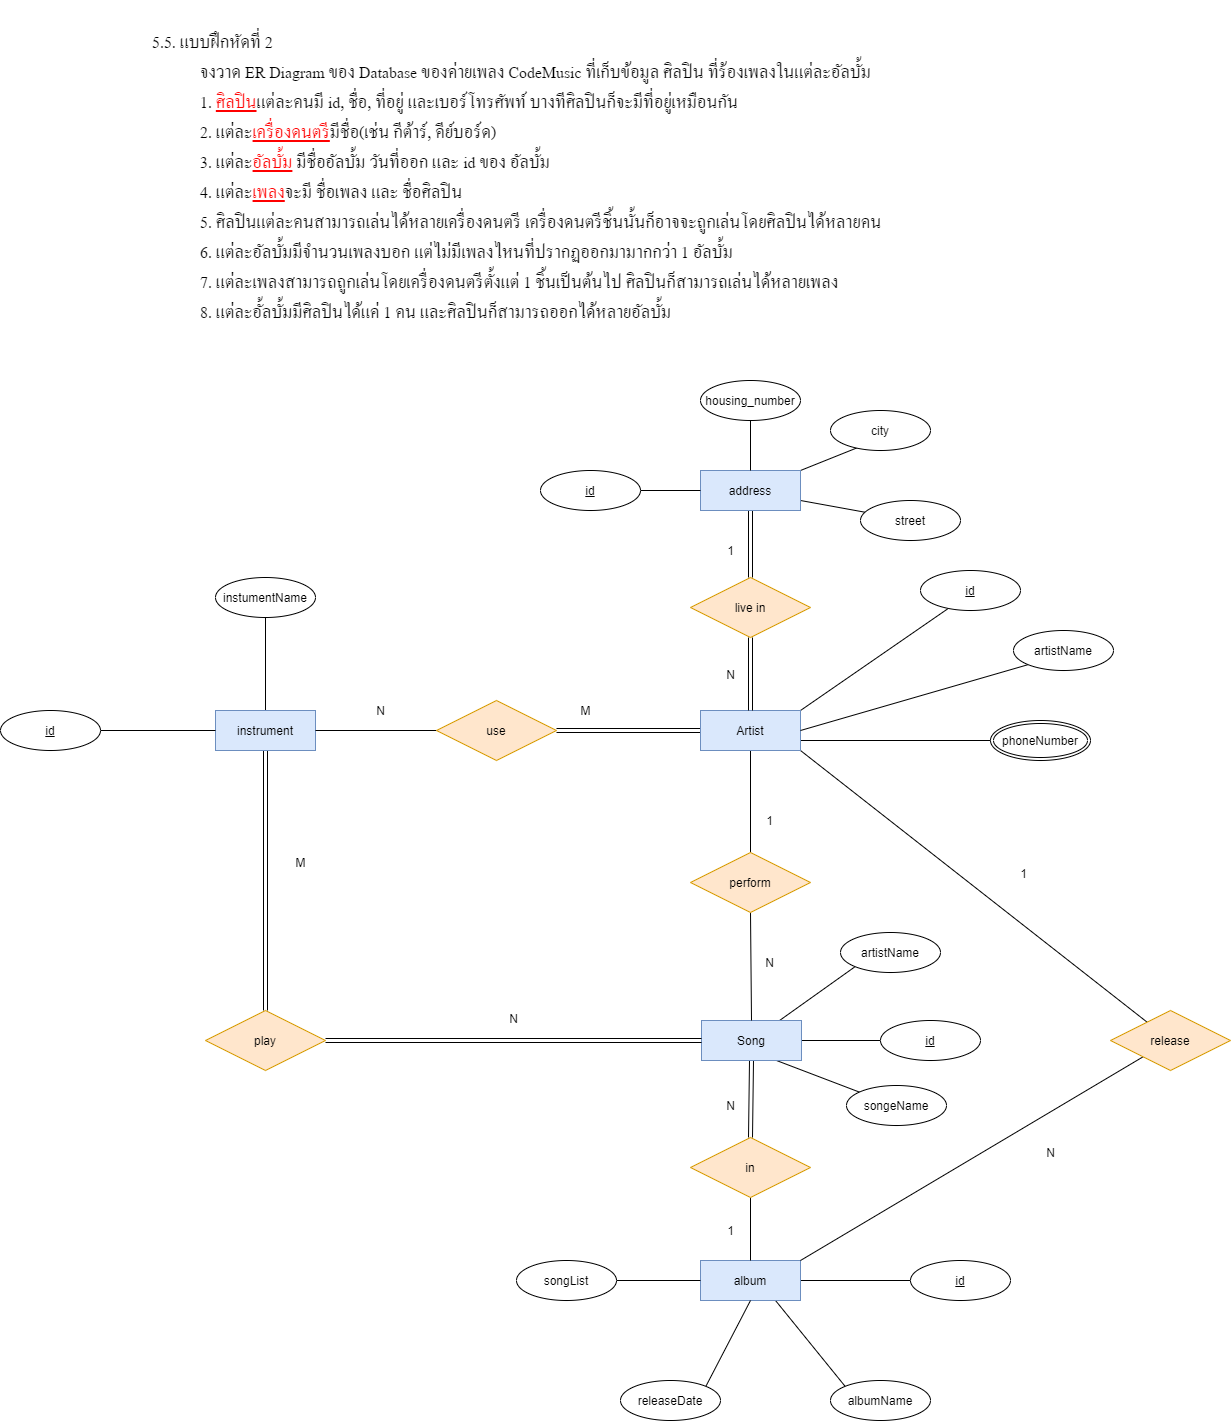 5.5. แบบฝึกหัดที่ 2
จงวาด ER Diagram ของ Database ของค่ายเพลง CodeMusic ที่เก็บข้อมูล ศิลปิน ที่ร้องเพลงในแต่ละอัลบั้ม
1. ศิลปินแต่ละคนมี id, ชื่อ, ที่อยู่ และเบอร์โทรศัพท์ บางทีศิลปินก็จะมีที่อยู่เหมือนกัน
2. แต่ละเครื่องดนตรีมีชื่อ(เช่น กีต้าร์, คีย์บอร์ด)
3. แต่ละอัลบั้ม มีชื่ออัลบั้ม วันที่ออก และ id ของ อัลบั้ม
4. แต่ละเพลงจะมี ชื่อเพลง และ ชื่อศิลปิน
5. ศิลปินแต่ละคนสามารถเล่นได้หลายเครื่องดนตรี เครื่องดนตรีชิ้นนั้นก็อาจจะถูกเล่นโดยศิลปินได้หลายคน
6. แต่ละอัลบั้มมีจำนวนเพลงบอก แต่ไม่มีเพลงไหนที่ปรากฏออกมามากกว่า 1 อัลบั้ม
7. แต่ละเพลงสามารถถูกเล่นโดยเครื่องดนตรีตั้งแต่ 1 ชิ้นเป็นต้นไป ศิลปินก็สามารถเล่นได้หลายเพลง
8. แต่ละอั้ลบั้มมีศิลปินได้แค่ 1 คน และศิลปินก็สามารถออกได้หลายอัลบั้ม
housing_number
city
id
address
street
1
id
instumentName
live in
artistName
N
id
instrument
N
use
M
Artist
phoneNumber
1
M
1
perform
artistName
N
N
play
Song
id
release
N
songeName
N
in
1
songList
album
id
releaseDate
albumName